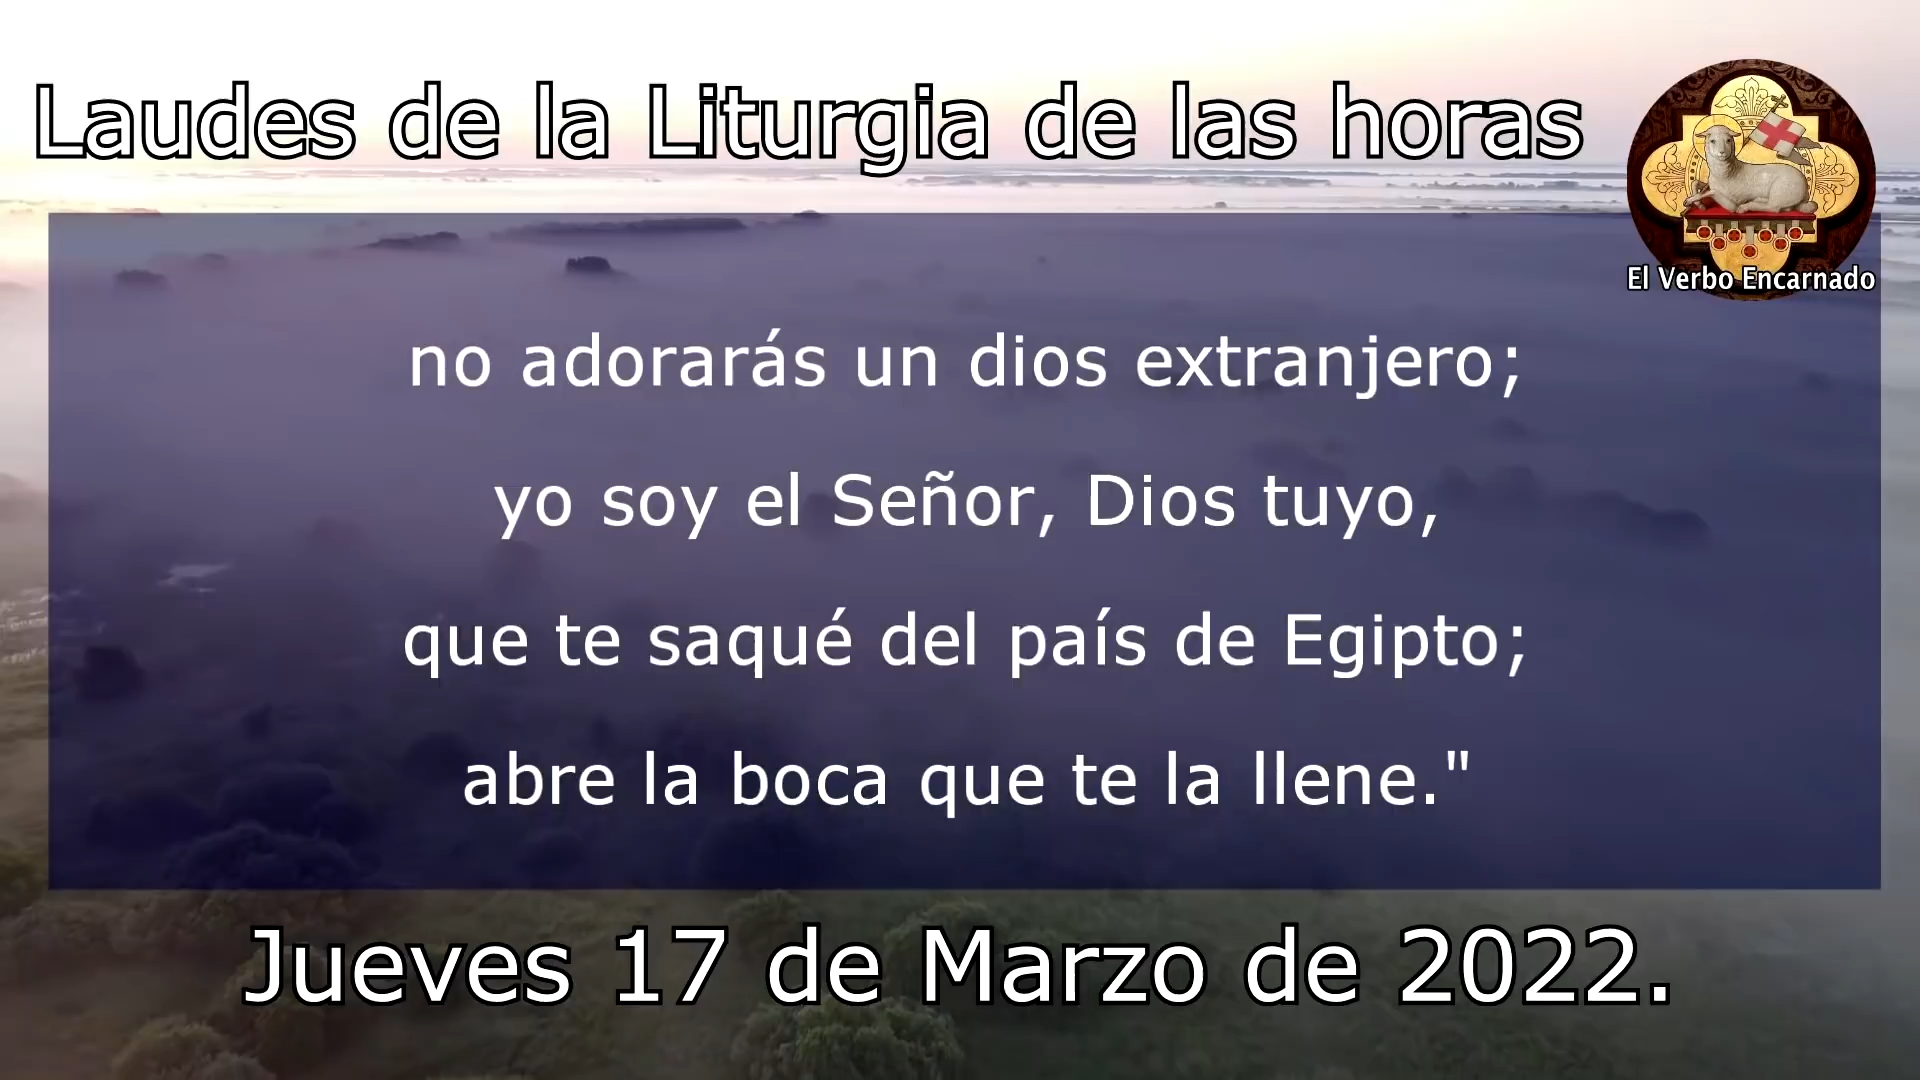 Laudes de la Liturgia de las horas
El Verbo Encarnado
no adorarás un dios extranjero;
yo soy el Señor, Dios tuyo,
que te saqué del país de Egipto;
abre la boca que te la llene."
Jueves 17 de Marzo de 2022.